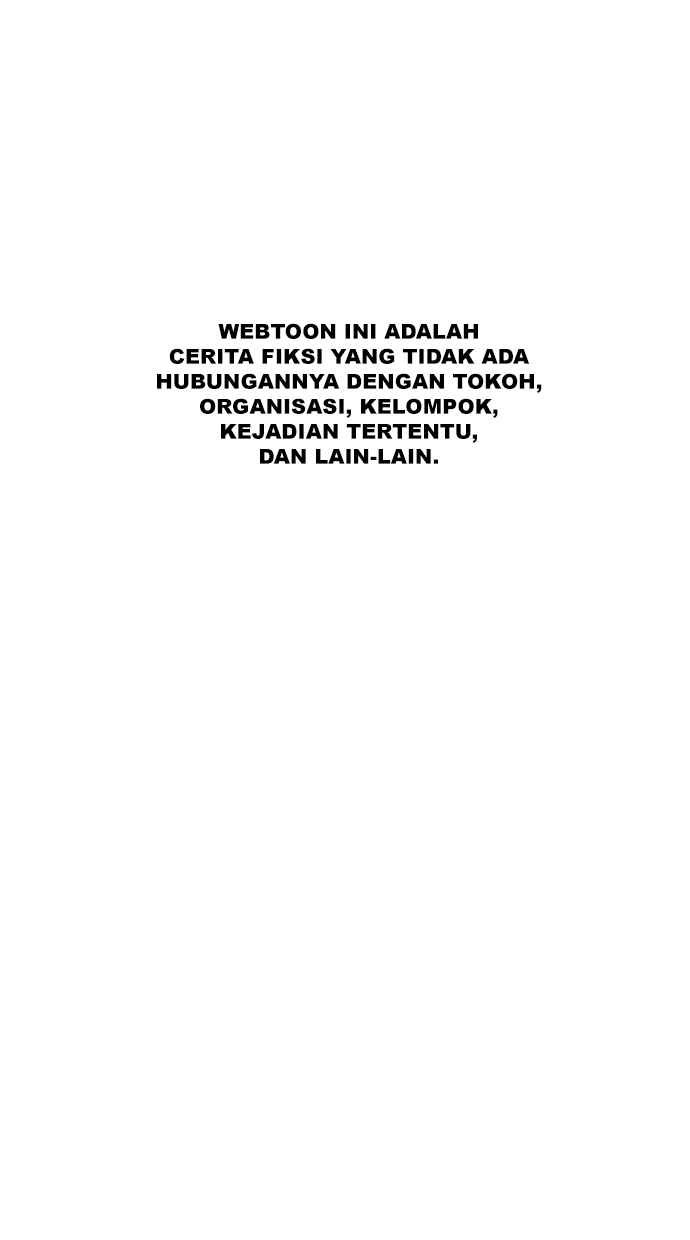 WEBTOON INI ADALAH
CERITA FIKSI YANG TIDAK ADA
HUBUNGANNYA DENGAN TOKOH,
ORGANISASI, KELOMPOK,
KEJADIAN TERTENTU,
DAN LAIN-LAIN.